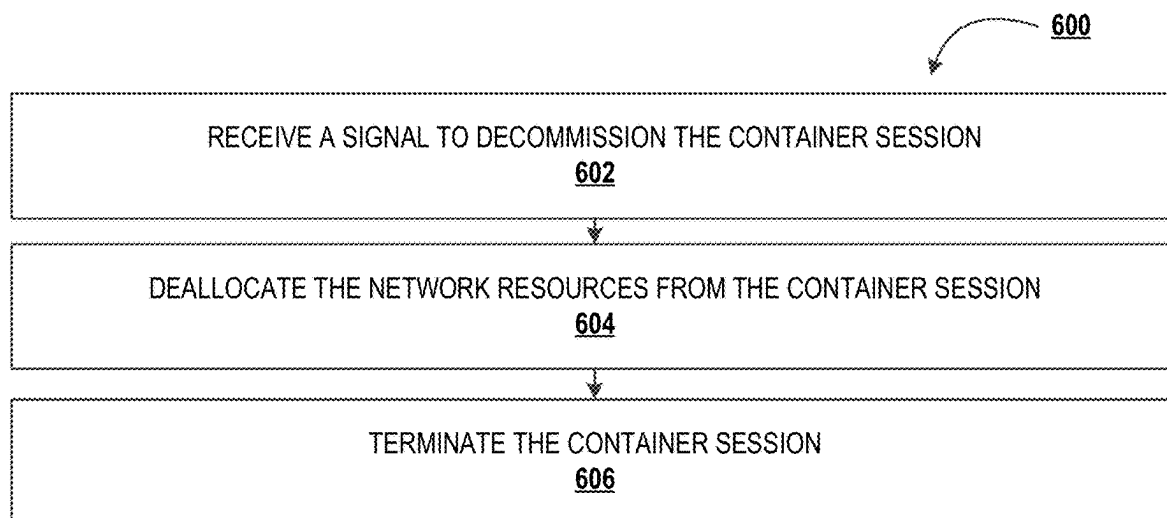 600
RECEIVE A SIGNAL TO DECOMMISSION THE CONTAINER SESSION
602
DEALLOCATE THE NETWORK RESOURCES FROM THE CONTAINER SESSION
604
TERMINATE THE CONTAINER SESSION
606